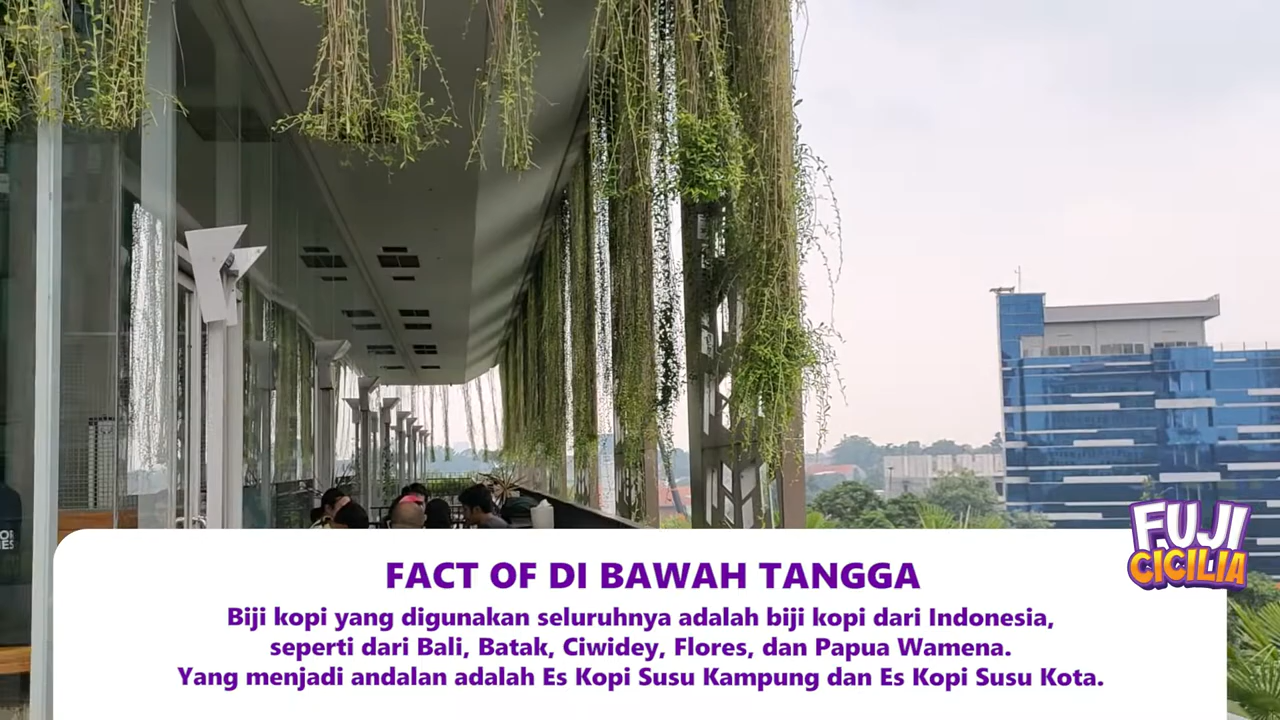 FUJI
CICILIA
FACT OF DI BAWAH TANGGA
Biji kopi yang digunakan seluruhnya adalah biji kopi dari Indonesia,
seperti dari Bali, Batak, Ciwidey, Flores, dan Papua Wamena.
Yang menjadi andalan adalah Es Kopi Susu Kampung dan Es Kopi Susu Kota.